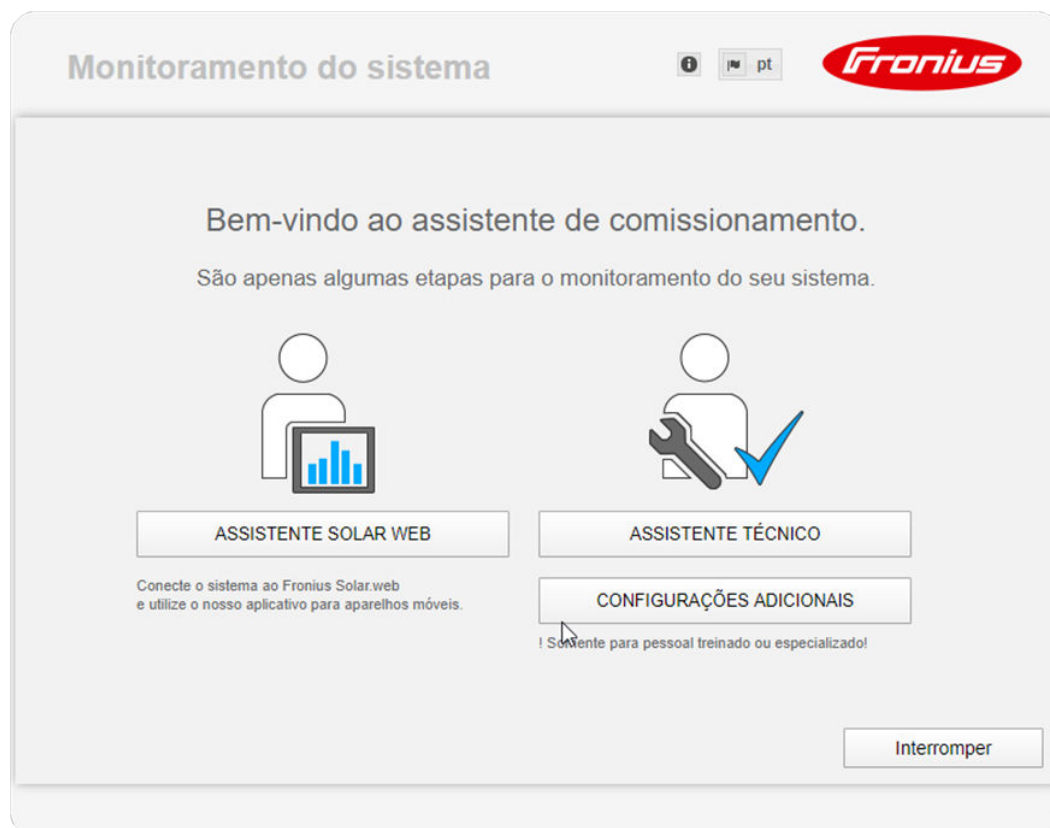 Monitoramento do sistema
pt
Fronius
Bem-vindo ao assistente de comissionamento.
São apenas algumas etapas para o monitoramento do seu sistema.
ASSISTENTE SOLAR WEB
Conecte o sistema ao Fronius Solar.web
e utilize o nosso aplicativo para aparelhos móveis.
ASSISTENTE TÉCNICO
CONFIGURAÇÕES ADICIONAIS
! Somente para pessoal treinado ou especializado!
Interromper